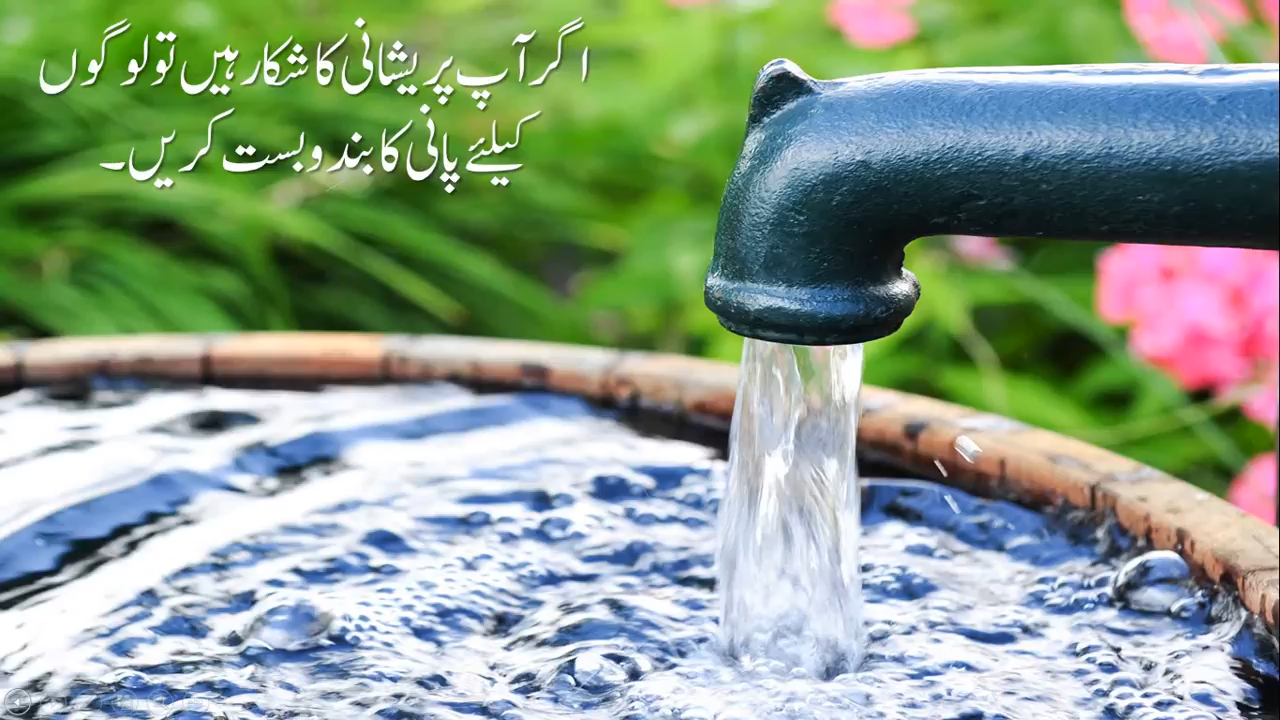 اگر آپ پریشانی کا شکار ہیں تو لوگوں
کیلئے پانی کا بندوبست کریں۔